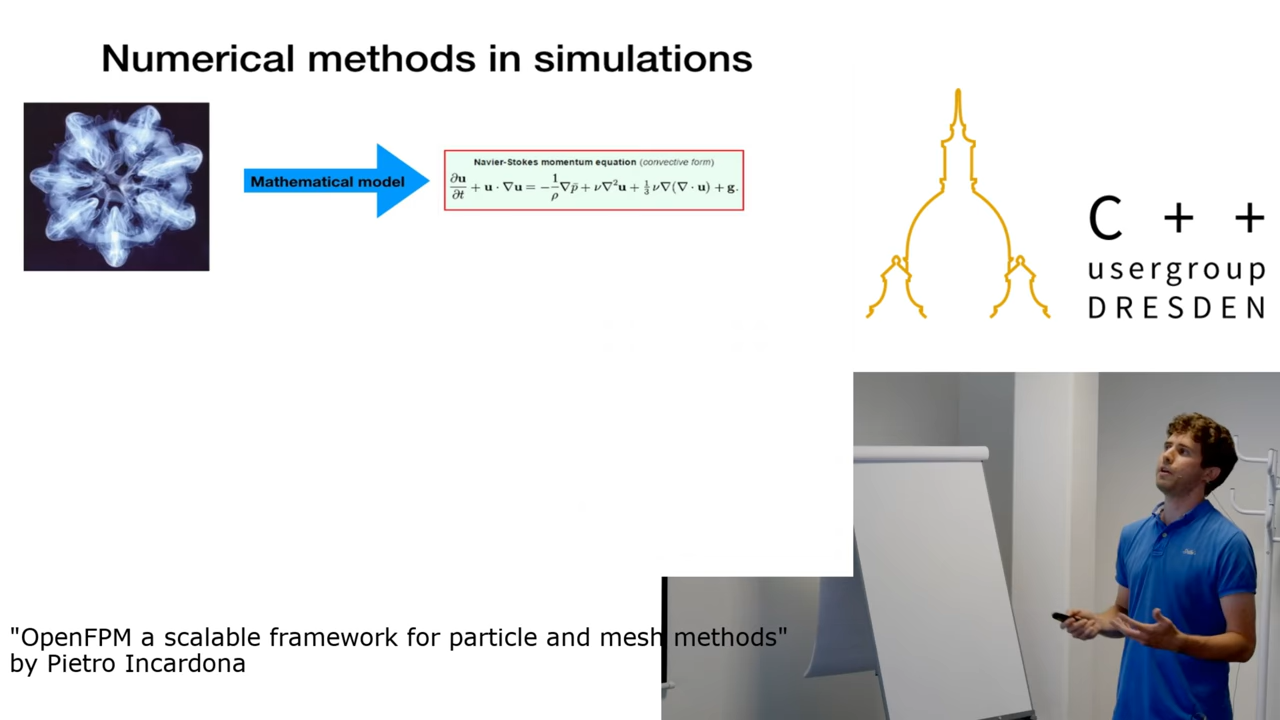 Numerical methods in simulations
Mathematical model
Navier-Stokes momentum equation (convective form)
∂u/∂t + u · ∇u = −1/ρ ∇p̄ + ν∇²u + 1/3 ν∇(∇ · u) + g.
C + +
usergroup
DRESDEN
"OpenFPM a scalable framework for particle and mesh methods"
by Pietro Incardona